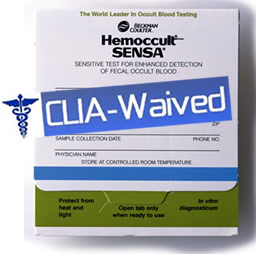 The World Leader In Occult Blood Testing
BECKMAN
COULTER
Hemoccult
SENSA®
SENSITIVE TEST FOR ENHANCED DETECTION
OF FECAL OCCULT BLOOD
CLIA-Waived
ZIP
SAMPLE COLLECTION DATE
PHONE NO.
PHYSICIAN NAME
STORE AT CONTROLLED ROOM TEMPERATURE.
Protect from
heat and
light
Open tab only
when ready to use
In vitro
diagnosticum